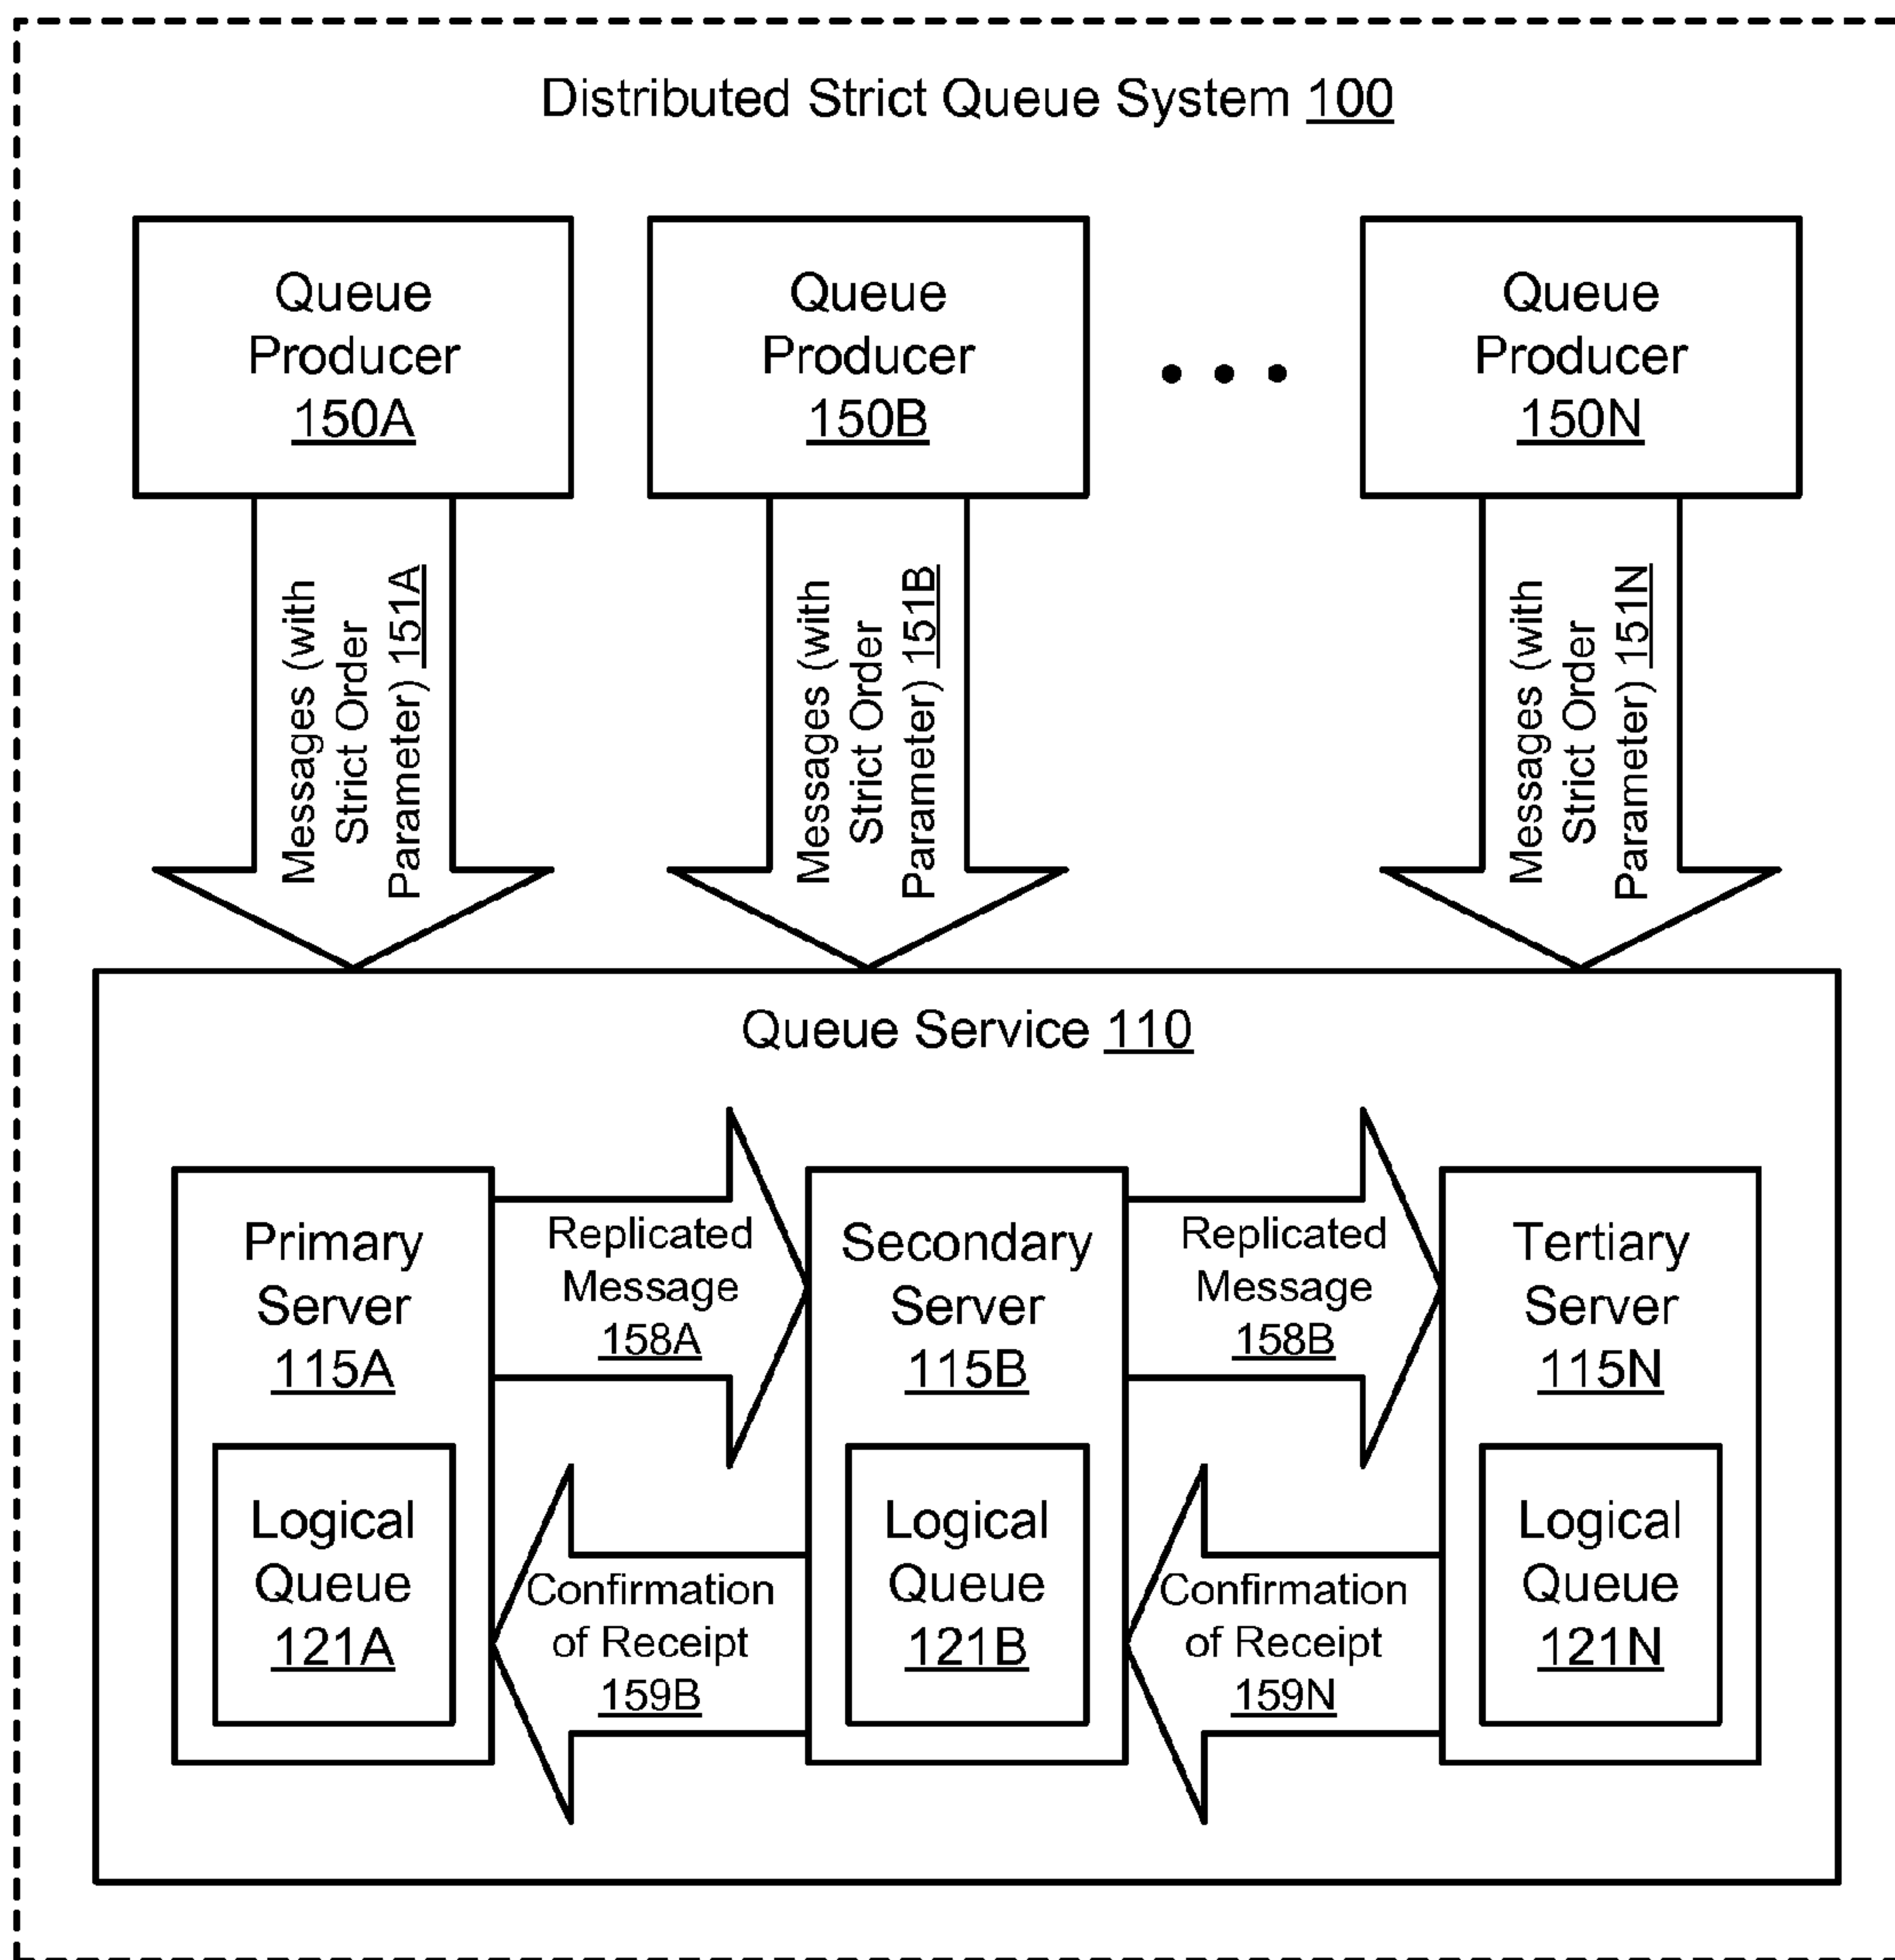 Distributed Strict Queue System 100
Queue
Producer
150A
Queue
Producer
150B
Queue
Producer
150N
Messages (with
Strict Order
Parameter) 151A
Messages (with
Strict Order
Parameter) 151B
Messages (with
Strict Order
Parameter) 151N
Queue Service 110
Primary
Server
115A
Replicated
Message
158A
Secondary
Server
115B
Replicated
Message
158B
Tertiary
Server
115N
Logical
Queue
121A
Confirmation
of Receipt
159B
Logical
Queue
121B
Confirmation
of Receipt
159N
Logical
Queue
121N